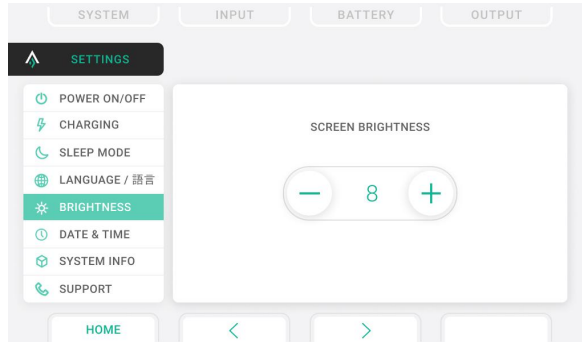 SYSTEM INPUT BATTERY OUTPUT
SETTINGS
POWER ON/OFF
CHARGING
SLEEP MODE
LANGUAGE / 語言
BRIGHTNESS
DATE & TIME
SYSTEM INFO
SUPPORT
SCREEN BRIGHTNESS
− 8 +
HOME < >